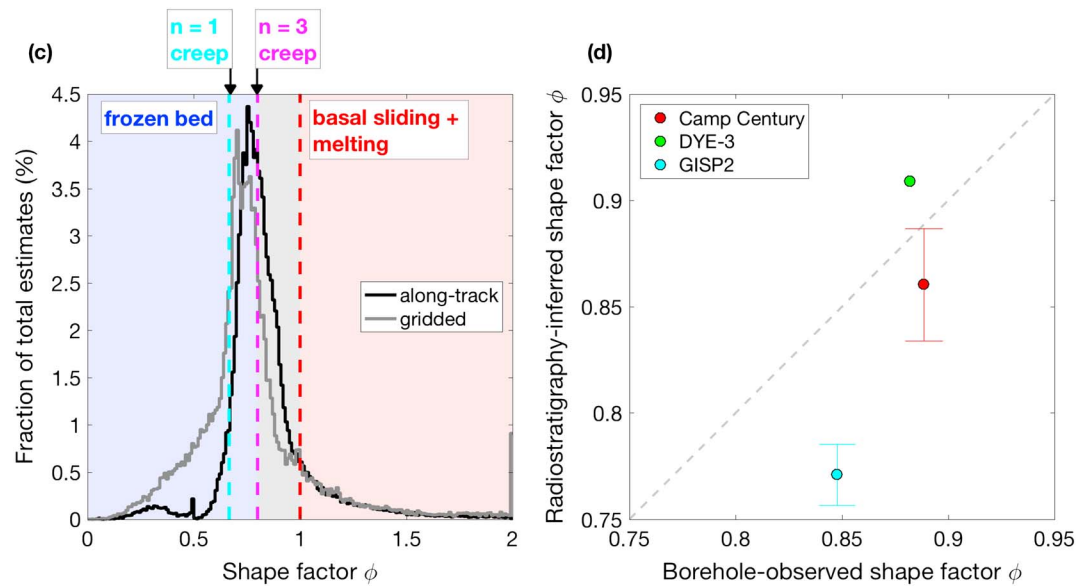 (c)
n = 1
creep
n = 3
creep
frozen bed
basal sliding +
melting
along-track
gridded
Fraction of total estimates (%)
4.5
4
3.5
3
2.5
2
1.5
1
0.5
0
0
0.5
1
1.5
2
Shape factor ϕ
(d)
Camp Century
DYE-3
GISP2
Radiostratigraphy-inferred shape factor ϕ
0.95
0.9
0.85
0.8
0.75
0.75
0.8
0.85
0.9
0.95
Borehole-observed shape factor ϕ